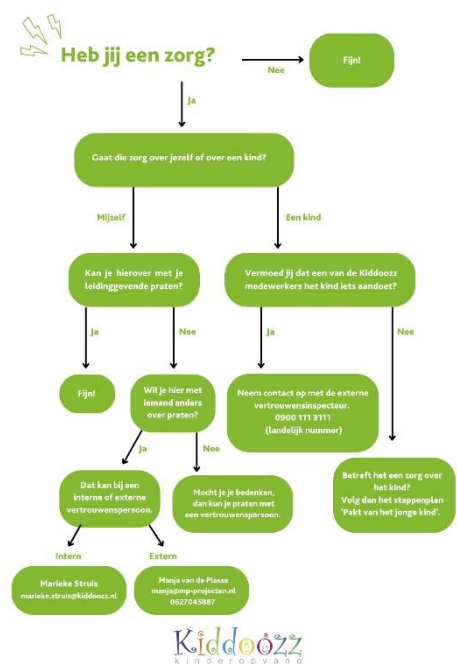 Heb jij een zorg?
Nee
Fijn!
Ja
Gaat die zorg over jezelf of over een kind?
Mijzelf
Een kind
Kan je hierover met je
leidinggevende praten?
Vermoed jij dat een van de Kiddoozz
medewerkers het kind iets aandoet?
Ja
Nee
Ja
Nee
Fijn!
Wil je hier met
iemand anders
over praten?
Neem contact op met de externe
vertrouwensinspecteur.
0900 111 3111
(landelijk nummer)
Ja
Nee
Dat kan bij een
interne of externe
vertrouwenspersoon.
Mocht je je bedenken,
dan kun je praten met
een vertrouwenspersoon.
Betreft het een zorg over
het kind?
Volg dan het stappenplan
'Pakt van het jonge kind'.
Intern
Extern
Marieke Struis
marieke.struis@kiddoozz.nl
Manja van de Plasse
manja@mp-projecten.nl
0627045887
Kiddoozz
kinderopvang